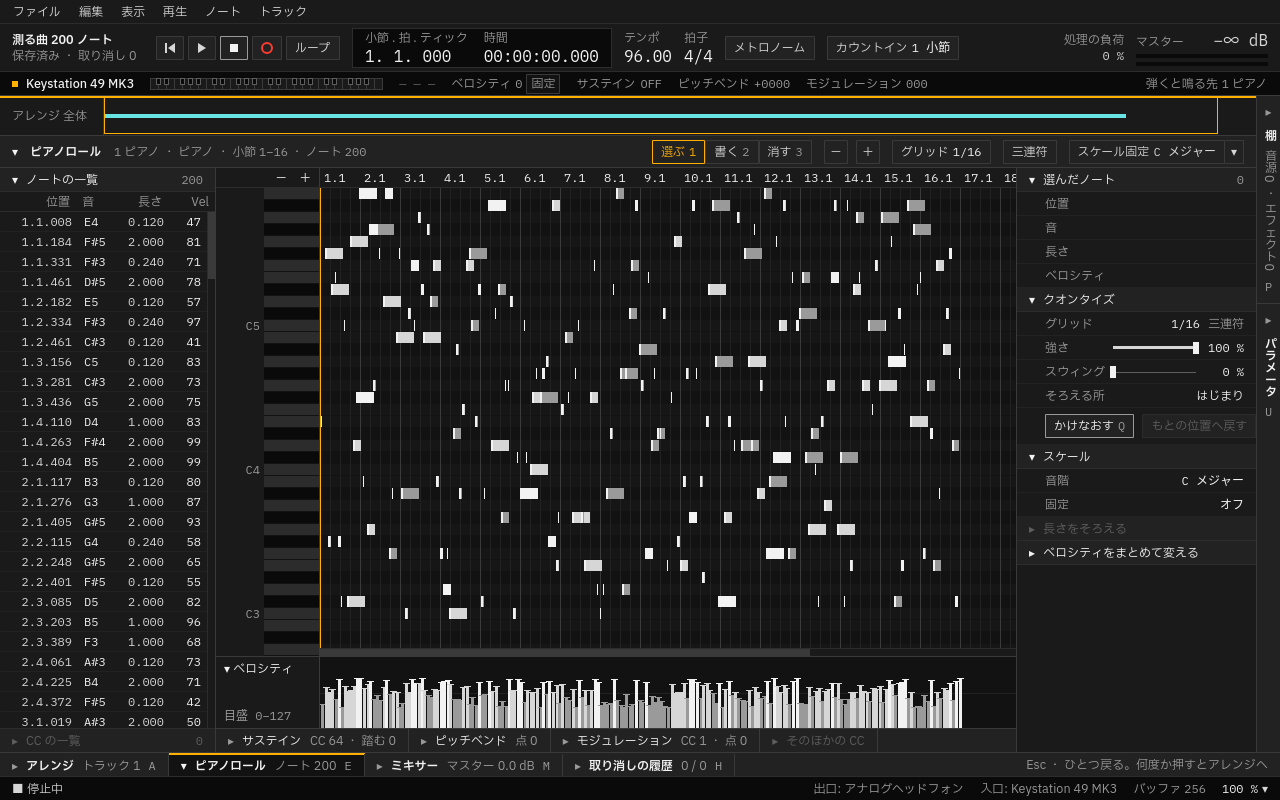 ファイル 編集 表示 再生 ノート トラック
測る曲 200 ノート
保存済み ・ 取り消し 0
ループ
小節 . 拍 . ティック 時間
1. 1. 000 00:00:00.000
テンポ 拍子
96.00 4/4
メトロノーム カウントイン 1 小節
処理の負荷 マスター −∞ dB
0 %
Keystation 49 MK3 — — — ベロシティ 0 固定 サステイン OFF ピッチベンド +0000 モジュレーション 000 弾くと鳴る先 1 ピアノ
アレンジ 全体
▼ ピアノロール 1 ピアノ ・ ピアノ ・ 小節 1–16 ・ ノート 200 選ぶ 1 書く 2 消す 3 − + グリッド 1/16 三連符 スケール固定 C メジャー ▼
▼ ノートの一覧 200
位置 音 長さ Vel
1.1.008 E4 0.120 47
1.1.184 F#5 2.000 81
1.1.331 F#3 0.240 71
1.1.461 D#5 2.000 78
1.2.182 E5 0.120 57
1.2.334 F#3 0.240 97
1.2.461 C#3 0.120 41
1.3.156 C5 0.120 83
1.3.281 C#3 2.000 73
1.3.436 G5 2.000 75
1.4.110 D4 1.000 83
1.4.263 F#4 2.000 99
1.4.404 B5 2.000 99
2.1.117 B3 0.120 80
2.1.276 G3 1.000 87
2.1.405 G#5 2.000 93
2.2.115 G4 0.240 58
2.2.248 G#5 2.000 65
2.2.401 F#5 0.120 55
2.3.085 D5 2.000 82
2.3.203 B5 1.000 96
2.3.389 F3 1.000 68
2.4.061 A#3 0.120 73
2.4.225 B4 2.000 71
2.4.372 F#5 0.120 42
3.1.019 A#3 2.000 50
▶ CC の一覧 0
− + 1.1 2.1 3.1 4.1 5.1 6.1 7.1 8.1 9.1 10.1 11.1 12.1 13.1 14.1 15.1 16.1 17.1 18
C5
C4
C3
▼ ベロシティ
目盛 0–127
▶ サステイン CC 64 ・ 踏む 0 ▶ ピッチベンド 点 0 ▶ モジュレーション CC 1 ・ 点 0 ▶ そのほかの CC
▼ 選んだノート 0
位置
音
長さ
ベロシティ
▼ クオンタイズ
グリッド 1/16 三連符
強さ 100 %
スウィング 0 %
そろえる所 はじまり
かけなおす Q もとの位置へ戻す
▼ スケール
音階 C メジャー
固定 オフ
▶ 長さをそろえる
▶ ベロシティをまとめて変える
▶ 棚 音源 0 ・ エフェクト 0 P
▶ パラメータ U
▶ アレンジ トラック 1 A ▼ ピアノロール ノート 200 E ▶ ミキサー マスター 0.0 dB M ▶ 取り消しの履歴 0 / 0 H Esc ・ ひとつ戻る。何度か押すとアレンジへ
■ 停止中 出口: アナログヘッドフォン 入口: Keystation 49 MK3 バッファ 256 100 % ▼